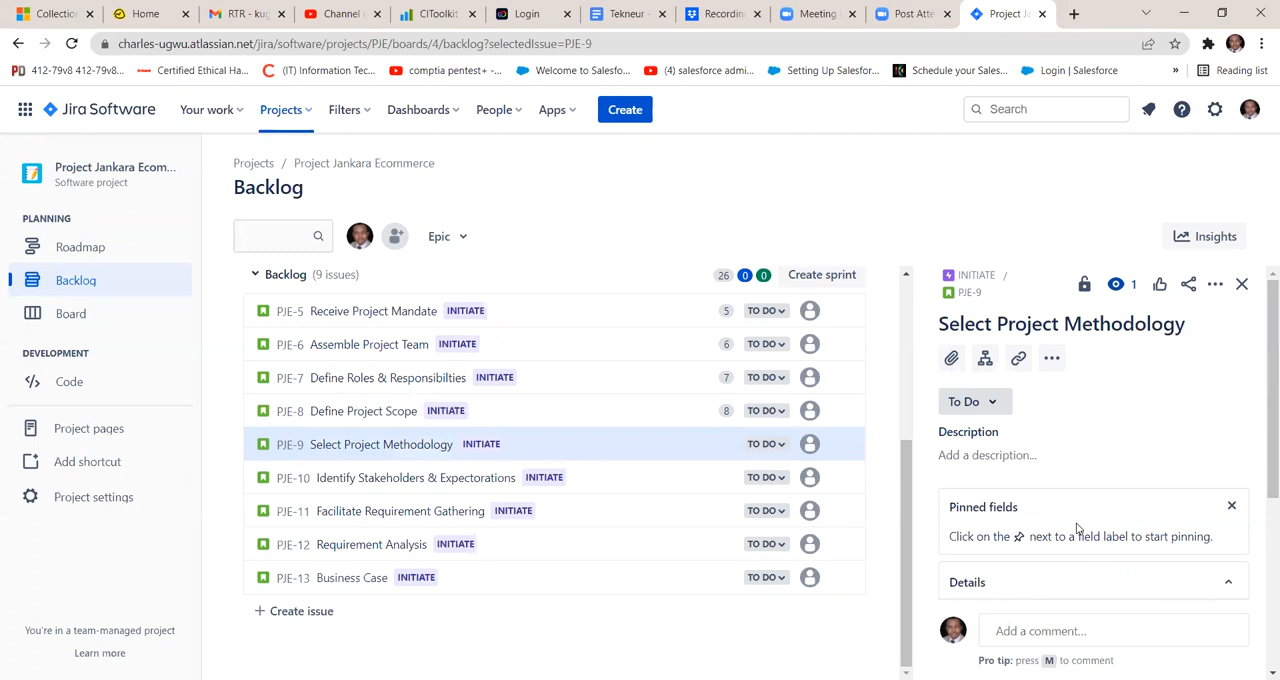 Collection
Home
RTR - kug
Channel c
CIToolkit
Login
Tekneur -
Recordin
Meeting
Post Atte
Project J
charles-ugwu.atlassian.net/jira/software/projects/PJE/boards/4/backlog?selectedIssue=PJE-9
412-79v8 412-79v8...
Certified Ethical Ha...
(IT) Information Tec...
comptia pentest+ -...
Welcome to Salesfo...
(4) salesforce admi...
Setting Up Salesfor...
Schedule your Sales...
Login | Salesforce
»
Reading list
Jira Software
Your work
Projects
Filters
Dashboards
People
Apps
Create
Search
Project Jankara Ecom...
Software project
PLANNING
Roadmap
Backlog
Board
DEVELOPMENT
Code
Project pages
Add shortcut
Project settings
You're in a team-managed project
Learn more
Projects / Project Jankara Ecommerce
Backlog
Epic
Insights
Backlog (9 issues) 26 0 0 Create sprint
PJE-5 Receive Project Mandate INITIATE 5 TO DO
PJE-6 Assemble Project Team INITIATE 6 TO DO
PJE-7 Define Roles & Responsibilties INITIATE 7 TO DO
PJE-8 Define Project Scope INITIATE 8 TO DO
PJE-9 Select Project Methodology INITIATE TO DO
PJE-10 Identify Stakeholders & Expectorations INITIATE TO DO
PJE-11 Facilitate Requirement Gathering INITIATE TO DO
PJE-12 Requirement Analysis INITIATE TO DO
PJE-13 Business Case INITIATE TO DO
+ Create issue
INITIATE /
PJE-9
1
Select Project Methodology
To Do
Description
Add a description...
Pinned fields
Click on the next to a field label to start pinning.
Details
Add a comment...
Pro tip: press M to comment